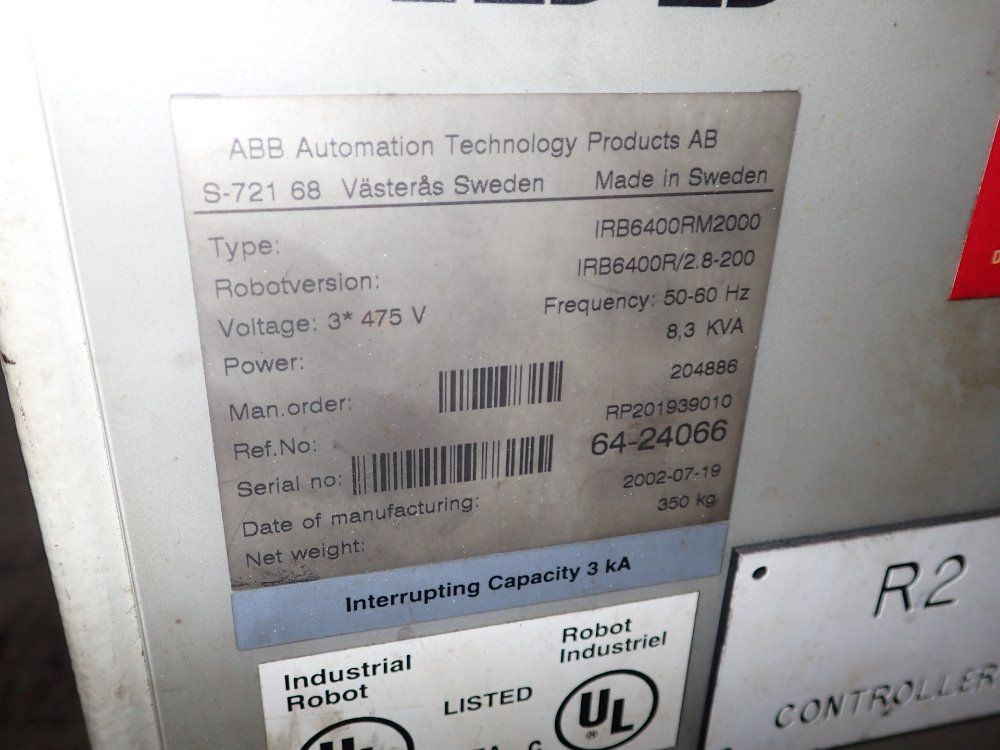 ABB Automation Technology Products AB
S-721 68 Västerås Sweden Made in Sweden
Type: IRB6400RM2000
Robotversion: IRB6400R/2.8-200
Voltage: 3* 475 V Frequency: 50-60 Hz
Power: 8,3 KVA
Man.order: 204886
Ref.No: RP201939010
Serial no: 64-24066
Date of manufacturing: 2002-07-19
Net weight: 350 kg
Interrupting Capacity 3 kA
Industrial Robot
Robot Industriel
LISTED
UL
UL
R2
CONTROLLER